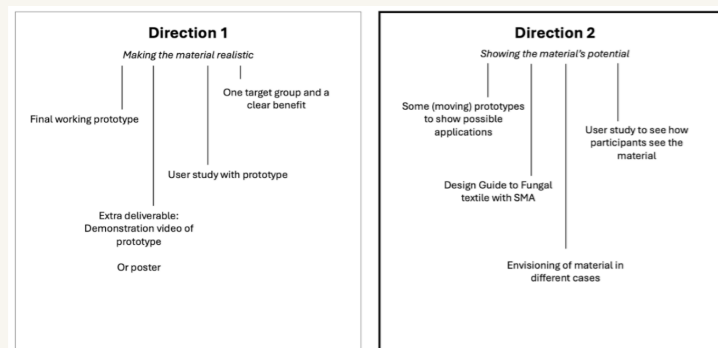 Direction 1
Making the material realistic
One target group and a
clear benefit
Final working prototype
User study with prototype
Extra deliverable:
Demonstration video of
prototype
Or poster
Direction 2
Showing the material's potential
Some (moving) prototypes
to show possible
applications
User study to see how
participants see the
material
Design Guide to Fungal
textile with SMA
Envisioning of material in
different cases